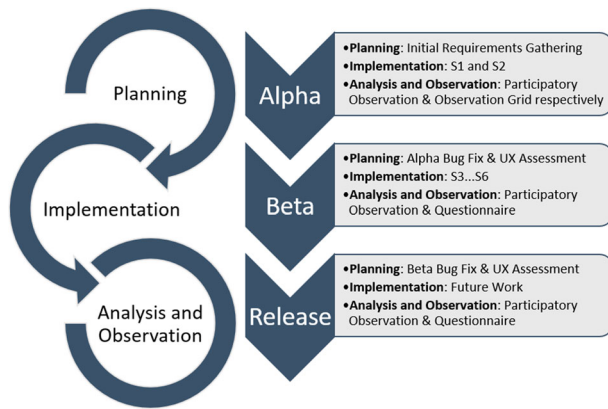 Planning
Implementation
Analysis and
Observation
Alpha
•Planning: Initial Requirements Gathering
•Implementation: S1 and S2
•Analysis and Observation: Participatory
Observation & Observation Grid respectively
Beta
•Planning: Alpha Bug Fix & UX Assessment
•Implementation: S3...S6
•Analysis and Observation: Participatory
Observation & Questionnaire
Release
•Planning: Beta Bug Fix & UX Assessment
•Implementation: Future Work
•Analysis and Observation: Participatory
Observation & Questionnaire